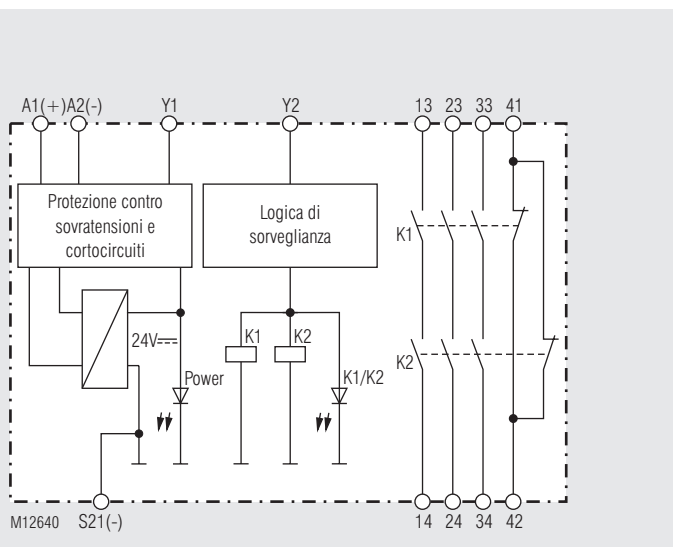 A1(+) A2(-) Y1 Y2 13 23 33 41
Protezione contro
sovratensioni e
cortocircuiti
Logica di
sorveglianza
K1
24V
K1 K2
K2
Power K1/K2
M12640 S21(-) 14 24 34 42